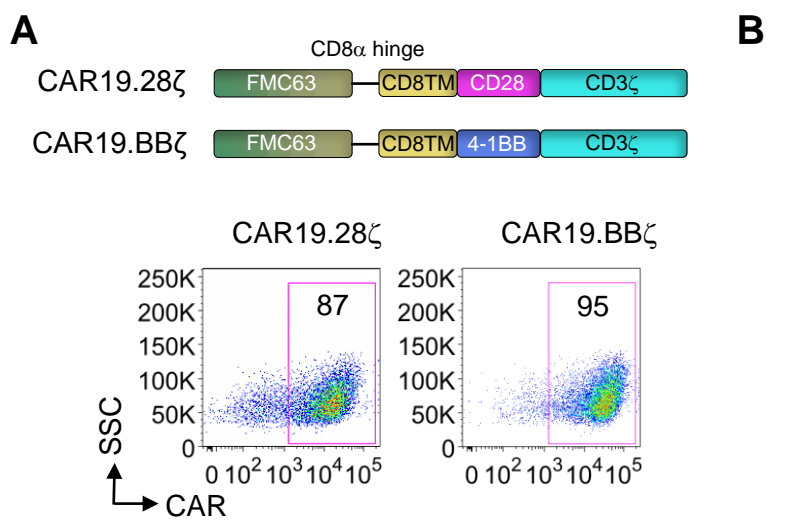 A
B
CD8α hinge
CAR19.28ζ FMC63 CD8TM CD28 CD3ζ
CAR19.BBζ FMC63 CD8TM 4-1BB CD3ζ
CAR19.28ζ CAR19.BBζ
250K 250K
87 95
200K 200K
150K 150K
100K 100K
50K 50K
0 0
0 10² 10³ 10⁴ 10⁵ 0 10² 10³ 10⁴ 10⁵
SSC
CAR